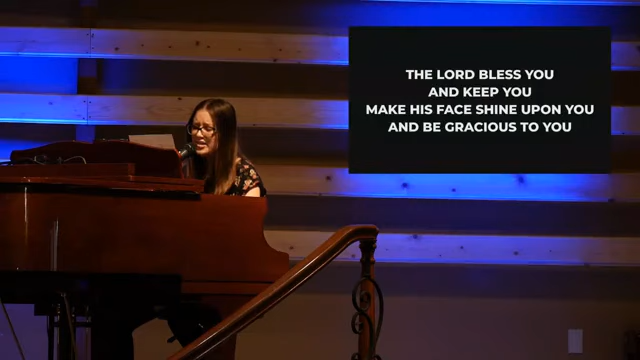 THE LORD BLESS YOU
AND KEEP YOU
MAKE HIS FACE SHINE UPON YOU
AND BE GRACIOUS TO YOU